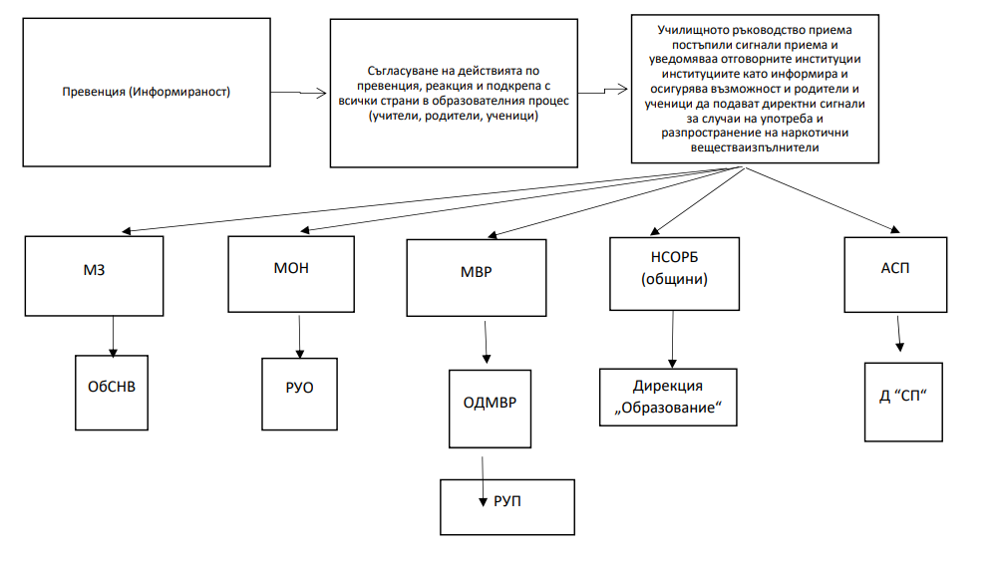 Превенция (Информираност)
Съгласуване на действията по
превенция, реакция и подкрепа с
всички страни в образователния процес
(учители, родители, ученици)
Училищното ръководство приема
постъпили сигнали приема и
уведомяваа отговорните институции
институциите като информира и
осигурява възможност и родители и
ученици да подават директни сигнали
за случаи на употреба и
разпространение на наркотични
веществаизпълнители
МЗ
МОН
МВР
НСОРБ
(общини)
АСП
ОбСНВ
РУО
ОДМВР
Дирекция
„Образование“
Д “СП“
РУП